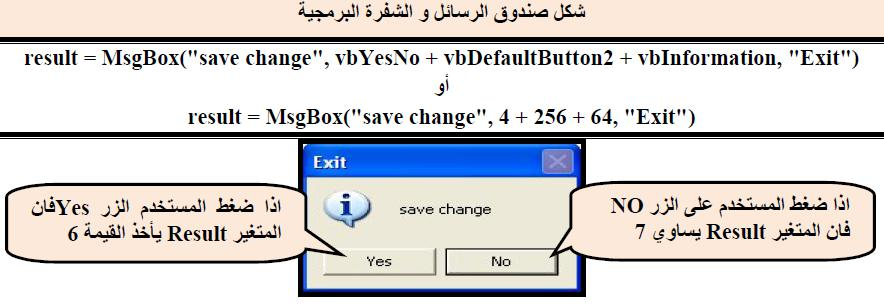 شكل صندوق الرسائل و الشفرة البرمجية
result = MsgBox("save change", vbYesNo + vbDefaultButton2 + vbInformation, "Exit")
أو
result = MsgBox("save change", 4 + 256 + 64, "Exit")
Exit
save change
Yes
No
اذا ضغط المستخدم على الزر NO
فان المتغير Result يساوي 7
اذا ضغط المستخدم الزر Yesفان
المتغير Result يأخذ القيمة 6